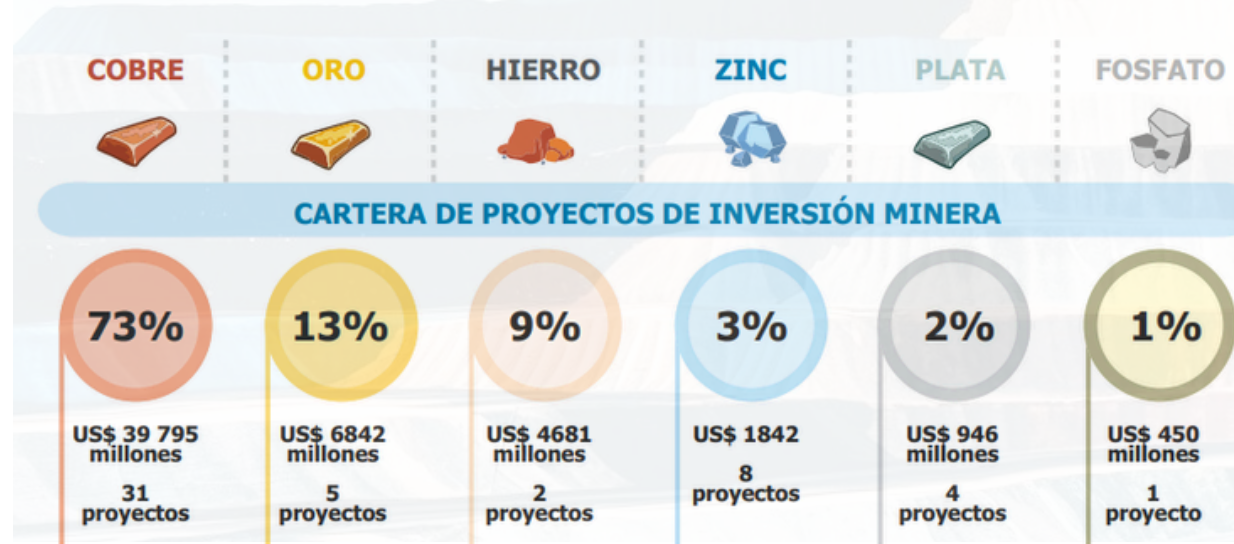 COBRE
ORO
HIERRO
ZINC
PLATA
FOSFATO
CARTERA DE PROYECTOS DE INVERSIÓN MINERA
73%
13%
9%
3%
2%
1%
US$ 39 795
millones
31
proyectos
US$ 6842
millones
5
proyectos
US$ 4681
millones
2
proyectos
US$ 1842
8
proyectos
US$ 946
millones
4
proyectos
US$ 450
millones
1
proyecto